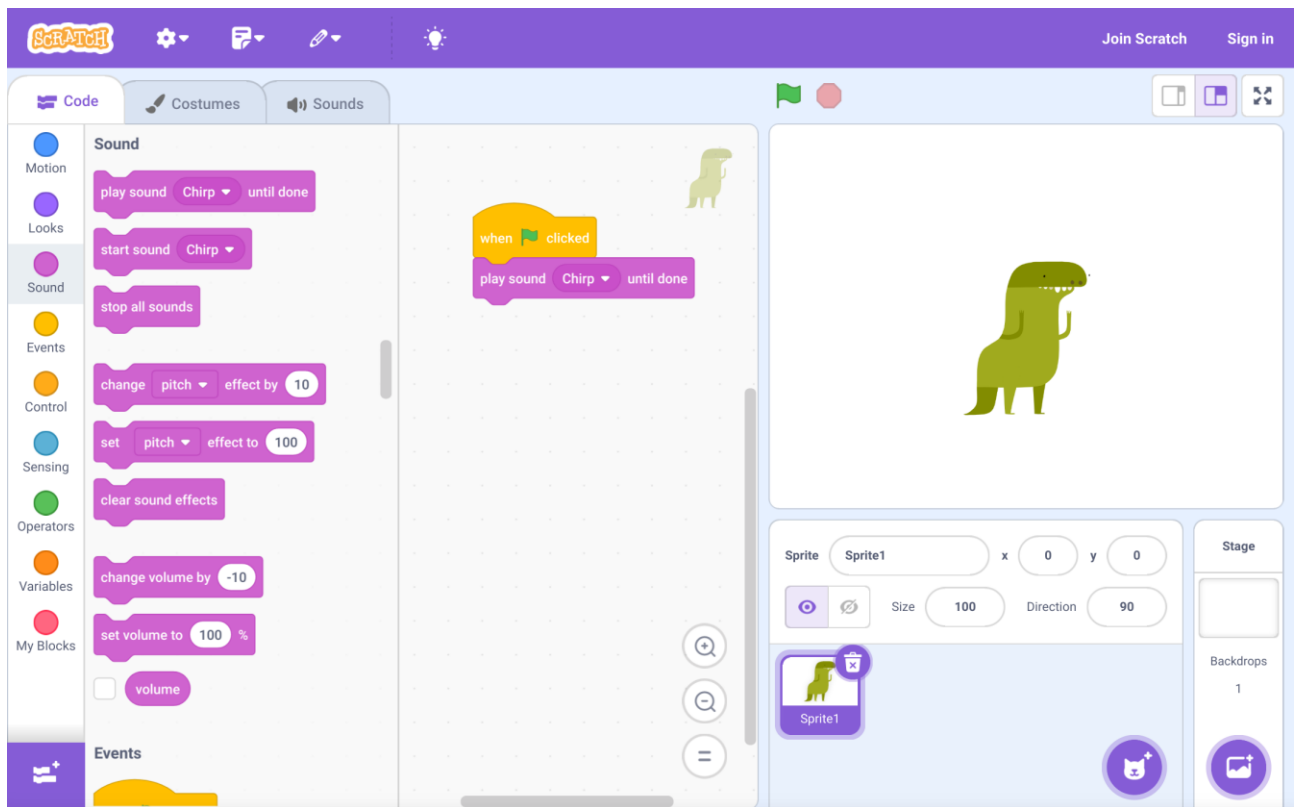 SCRATCH
Join Scratch
Sign in
Code
Costumes
Sounds
Motion
Looks
Sound
Events
Control
Sensing
Operators
Variables
My Blocks
Sound
play sound Chirp until done
start sound Chirp
stop all sounds
change pitch effect by 10
set pitch effect to 100
clear sound effects
change volume by -10
set volume to 100 %
volume
Events
when clicked
play sound Chirp until done
Sprite Sprite1 x 0 y 0
Size 100 Direction 90
Sprite1
Stage
Backdrops
1